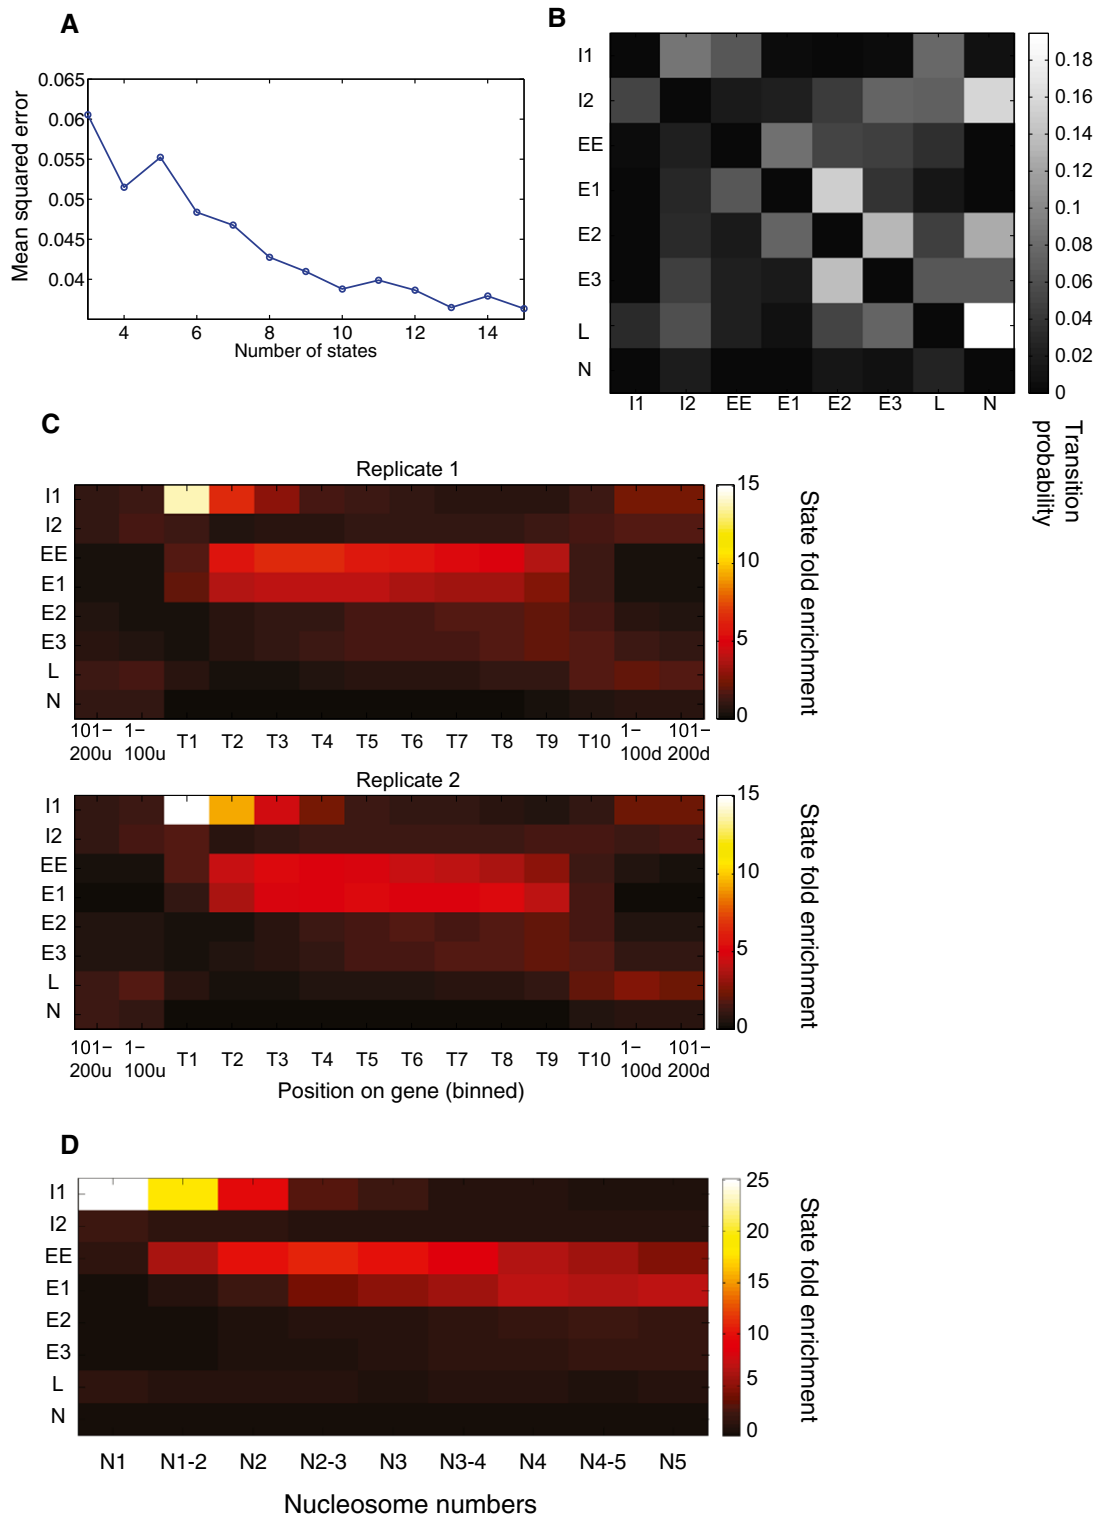 A
0.065
0.06
0.055
0.05
0.045
0.04
Mean squared error
4 6 8 10 12 14
Number of states
B
I1
I2
EE
E1
E2
E3
L
N
I1 I2 EE E1 E2 E3 L N
0.18
0.16
0.14
0.12
0.1
0.08
0.06
0.04
0.02
0
Transition
probability
C
Replicate 1
I1
I2
EE
E1
E2
E3
L
N
101–
200u
1–
100u
T1 T2 T3 T4 T5 T6 T7 T8 T9 T10
1–
100d
101–
200d
15
10
5
0
State fold enrichment
Replicate 2
I1
I2
EE
E1
E2
E3
L
N
101–
200u
1–
100u
T1 T2 T3 T4 T5 T6 T7 T8 T9 T10
1–
100d
101–
200d
Position on gene (binned)
15
10
5
0
State fold enrichment
D
I1
I2
EE
E1
E2
E3
L
N
N1 N1-2 N2 N2-3 N3 N3-4 N4 N4-5 N5
Nucleosome numbers
25
20
15
10
5
0
State fold enrichment